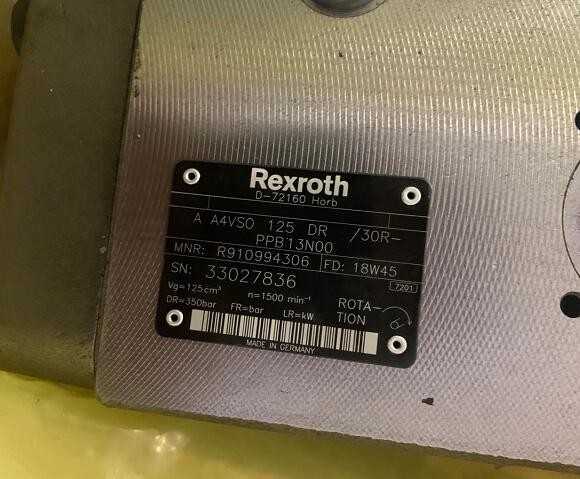 Rexroth
D-72160 Horb
A A4VSO 125 DR /30R-
PPB13N00
MNR: R910994306 FD: 18W45
SN: 33027836 7201
Vg=125cm³ n=1500 min⁻¹ ROTA-
DR=350bar FR=bar LR=kW TION
MADE IN GERMANY